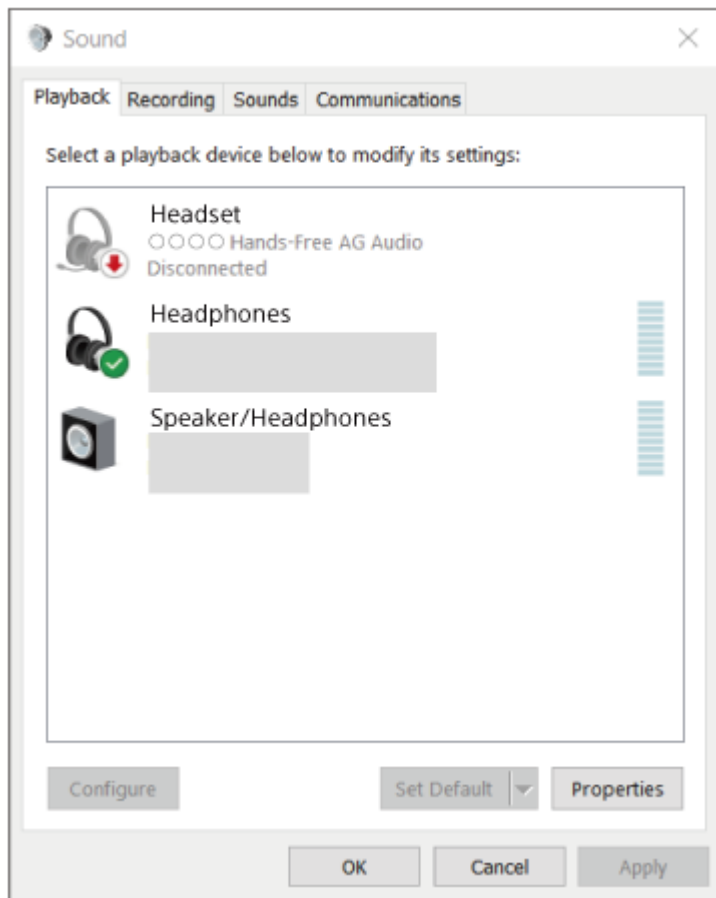 Sound
Playback Recording Sounds Communications
Select a playback device below to modify its settings:
Headset
○○○○ Hands-Free AG Audio
Disconnected
Headphones
Speaker/Headphones
Configure Set Default Properties
OK Cancel Apply